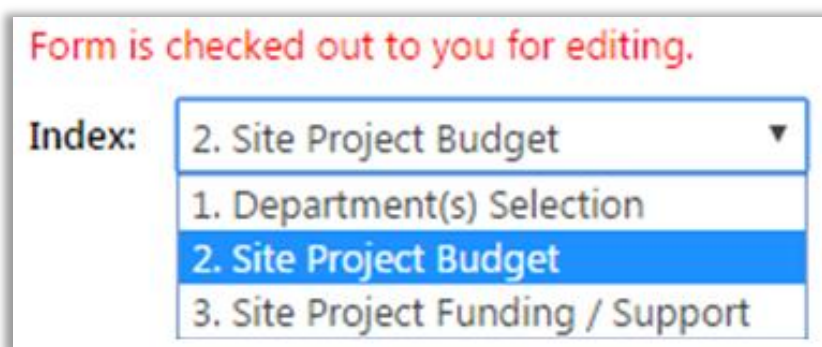 Form is checked out to you for editing.
Index: 2. Site Project Budget
1. Department(s) Selection
2. Site Project Budget
3. Site Project Funding / Support